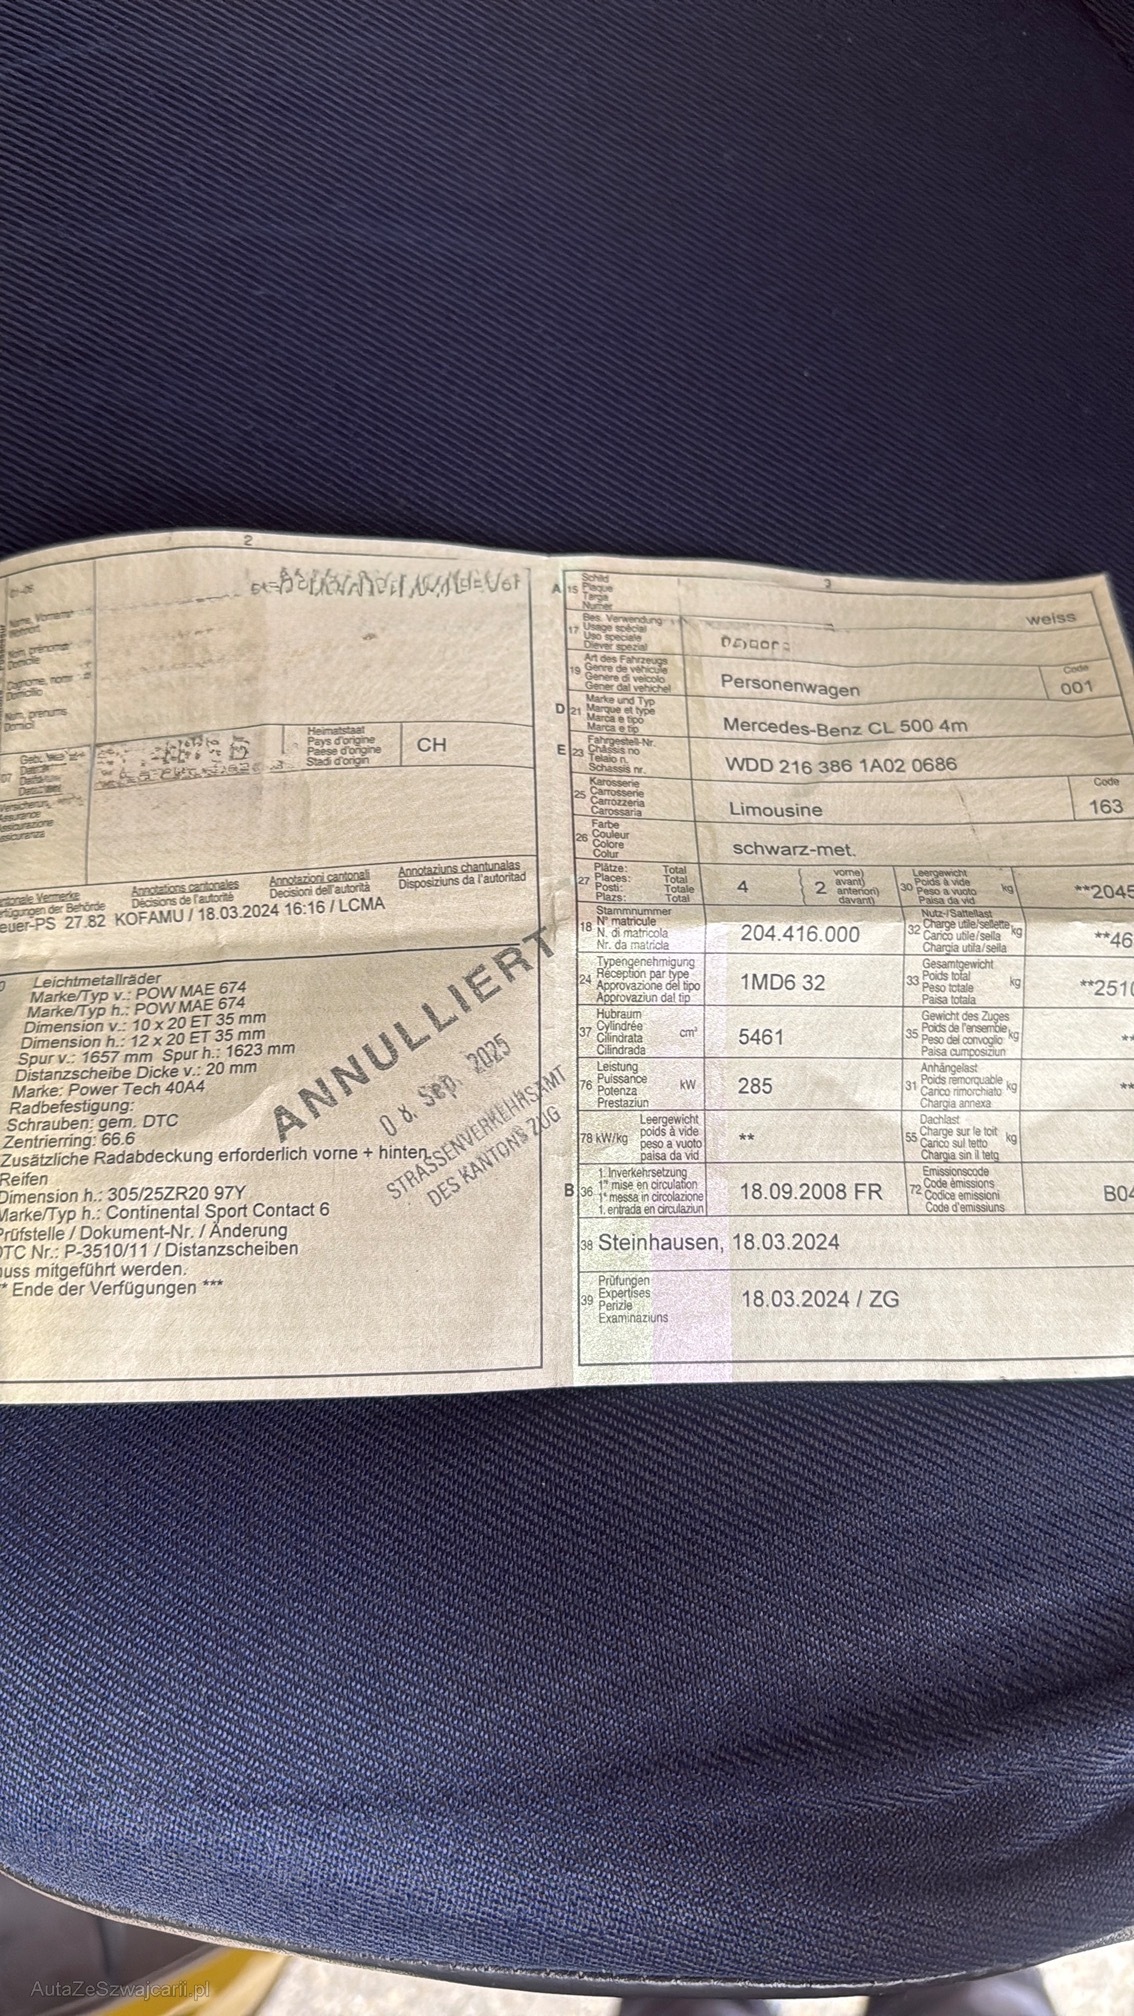 2
Heimatstaat
Pays d'origine
Paese d'origine
Stadi d'origin
CH
Annotations cantonales
Décisions de l'autorité
Annotazioni cantonali
Decisioni dell'autorità
Annotaziuns chantunalas
Disposiziuns da l'autoritad
27.82 KOFAMU / 18.03.2024 16:16 / LCMA
Leichtmetallräder
Marke/Typ v.: POW MAE 674
Marke/Typ h.: POW MAE 674
Dimension v.: 10 x 20 ET 35 mm
Dimension h.: 12 x 20 ET 35 mm
Spur v.: 1657 mm Spur h.: 1623 mm
Distanzscheibe Dicke v.: 20 mm
Marke: Power Tech 40A4
Radbefestigung:
Schrauben: gem. DTC
Zentrierring: 66.6
Zusätzliche Radabdeckung erforderlich vorne + hinten.
Reifen
Dimension h.: 305/25ZR20 97Y
Marke/Typ h.: Continental Sport Contact 6
Prüfstelle / Dokument-Nr. / Änderung
DTC Nr.: P-3510/11 / Distanzscheiben
mitgeführt werden.
Ende der Verfügungen ***
ANNULLIERT
08. Sep. 2025
STRASSENVERKEHRSAMT
DES KANTONS ZUG
3
A 15 Schild
Plaque
Targa
Numer
weiss
17 Bes. Verwendung
Usage spécial
Uso speciale
Diever spezial
19 Art des Fahrzeugs
Genre de véhicule
Genere di veicolo
Gener dal vehichel
Personenwagen
Code
001
D 21 Marke und Typ
Marque et type
Marca e tipo
Marca e tip
Mercedes-Benz CL 500 4m
E 23 Fahrgestell-Nr.
Châssis no
Telaio n.
Schassis nr.
WDD 216 386 1A02 0686
25 Karosserie
Carrosserie
Carrozzeria
Carossaria
Limousine
Code
163
26 Farbe
Couleur
Colore
Colur
schwarz-met.
27 Plätze: Total
Places: Total
Posti: Totale
Plazs: Total
4
2
vorne)
avant)
anteriori)
davant)
30 Leergewicht
Poids à vide
Peso a vuoto
Paisa da vid
kg
**2045
18 Stammnummer
N° matricule
N. di matricola
Nr. da matricla
204.416.000
32 Nutz-/Sattellast
Charge utile/sellette
Carico utile/sella
Chargia utila/sella
kg
**46
24 Typengenehmigung
Réception par type
Approvazione del tipo
Approvaziun dal tip
1MD6 32
33 Gesamtgewicht
Poids total
Peso totale
Paisa totala
kg
**2510
37 Hubraum
Cylindrée
Cilindrata
Cilindrada
cm³
5461
35 Gewicht des Zuges
Poids de l'ensemble
Peso del convoglio
Paisa cumposiziun
kg
**
76 Leistung
Puissance
Potenza
Prestaziun
kW
285
31 Anhängelast
Poids remorquable
Carico rimorchiato
Chargia annexa
kg
**
78 kW/kg
Leergewicht
poids à vide
peso a vuoto
paisa da vid
**
55 Dachlast
Charge sur le toit
Carico sul tetto
Chargia sin il tetg
kg
B 36 1. Inverkehrsetzung
1re mise en circulation
1a messa in circolazione
1. entrada en circulaziun
18.09.2008 FR
72 Emissionscode
Code émissions
Codice emissioni
Code d'emissiuns
B04
38 Steinhausen, 18.03.2024
39 Prüfungen
Expertises
Perizie
Examinaziuns
18.03.2024 / ZG
AutaZeSzwajcarii.pl